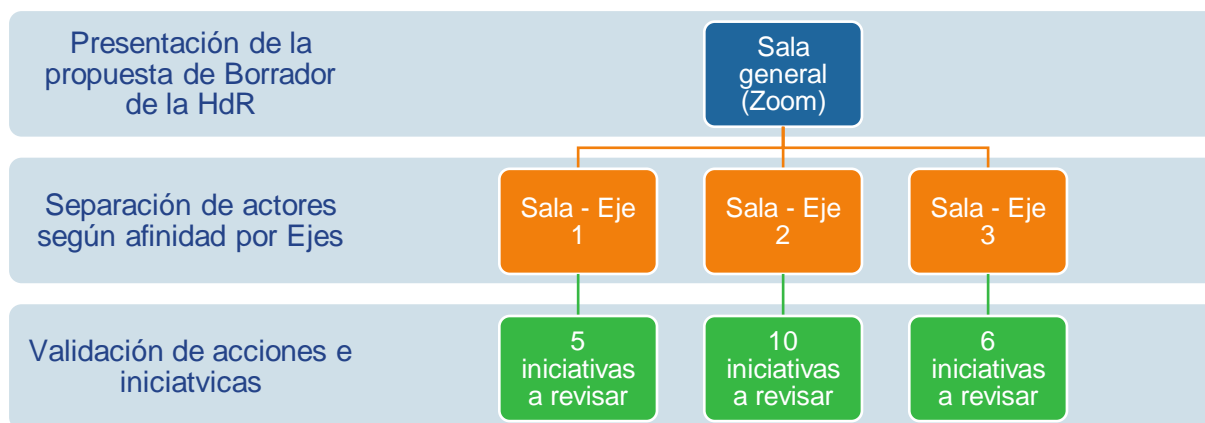 Presentación de la
propuesta de Borrador
de la HdR
Sala
general
(Zoom)
Separación de actores
según afinidad por Ejes
Sala - Eje
1
Sala - Eje
2
Sala - Eje
3
Validación de acciones e
iniciatvicas
5
iniciativas
a revisar
10
iniciativas
a revisar
6
iniciativas
a revisar